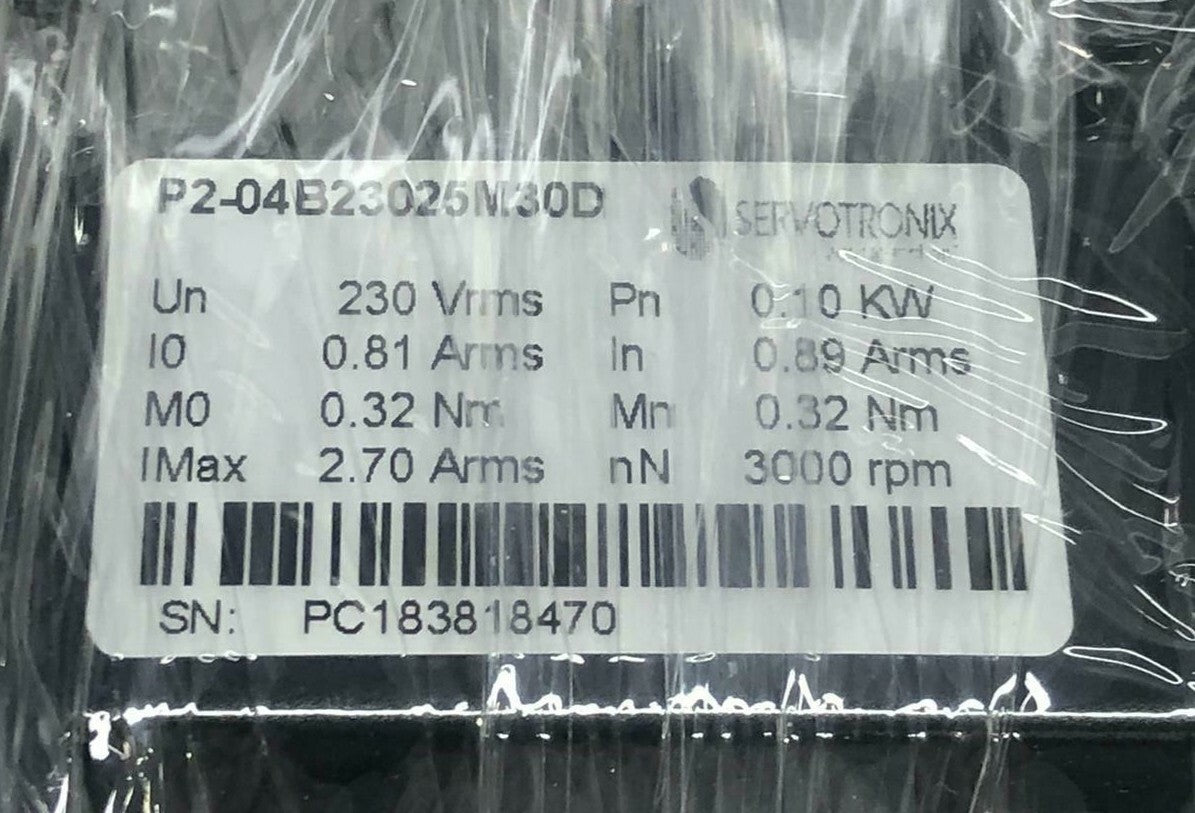 P2-04B23025M30D SERVOTRONIX
Un 230 Vrms Pn 0.10 KW
I0 0.81 Arms In 0.89 Arms
M0 0.32 Nm Mn 0.32 Nm
IMax 2.70 Arms nN 3000 rpm
SN: PC183818470